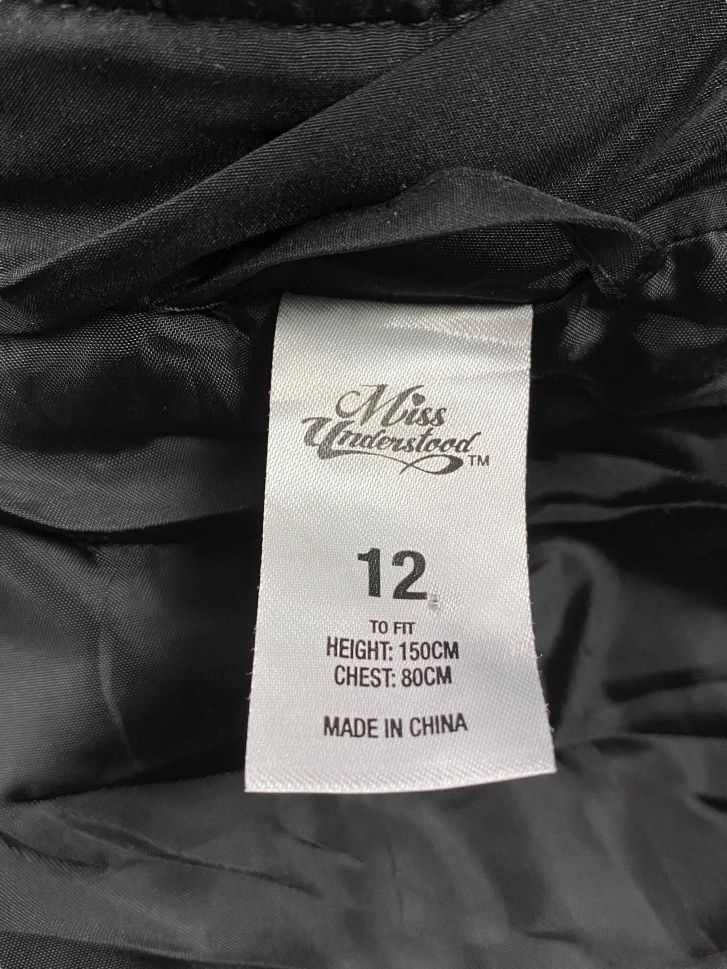 Miss
Understood™
12
TO FIT
HEIGHT: 150CM
CHEST: 80CM
MADE IN CHINA